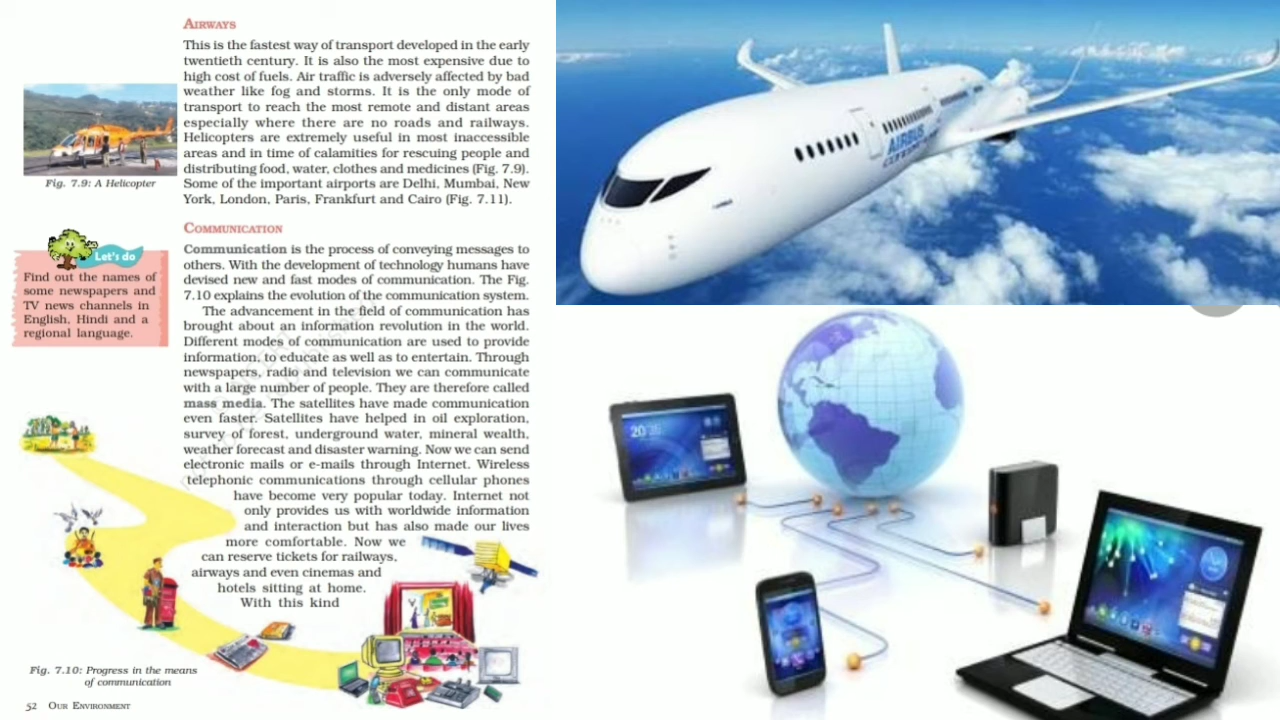 AIRWAYS
This is the fastest way of transport developed in the early
twentieth century. It is also the most expensive due to
high cost of fuels. Air traffic is adversely affected by bad
weather like fog and storms. It is the only mode of
transport to reach the most remote and distant areas
especially where there are no roads and railways.
Helicopters are extremely useful in most inaccessible
areas and in time of calamities for rescuing people and
distributing food, water, clothes and medicines (Fig. 7.9).
Some of the important airports are Delhi, Mumbai, New
York, London, Paris, Frankfurt and Cairo (Fig. 7.11).
Fig. 7.9: A Helicopter
COMMUNICATION
Communication is the process of conveying messages to
others. With the development of technology humans have
devised new and fast modes of communication. The Fig.
7.10 explains the evolution of the communication system.
The advancement in the field of communication has
brought about an information revolution in the world.
Different modes of communication are used to provide
information, to educate as well as to entertain. Through
newspapers, radio and television we can communicate
with a large number of people. They are therefore called
mass media. The satellites have made communication
even faster. Satellites have helped in oil exploration,
survey of forest, underground water, mineral wealth,
weather forecast and disaster warning. Now we can send
electronic mails or e-mails through Internet. Wireless
telephonic communications through cellular phones
have become very popular today. Internet not
only provides us with worldwide information
and interaction but has also made our lives
more comfortable. Now we
can reserve tickets for railways,
airways and even cinemas and
hotels sitting at home.
With this kind
Let's do
Find out the names of
some newspapers and
TV news channels in
English, Hindi and a
regional language.
Fig. 7.10: Progress in the means
of communication
52 OUR ENVIRONMENT
AIRBUS